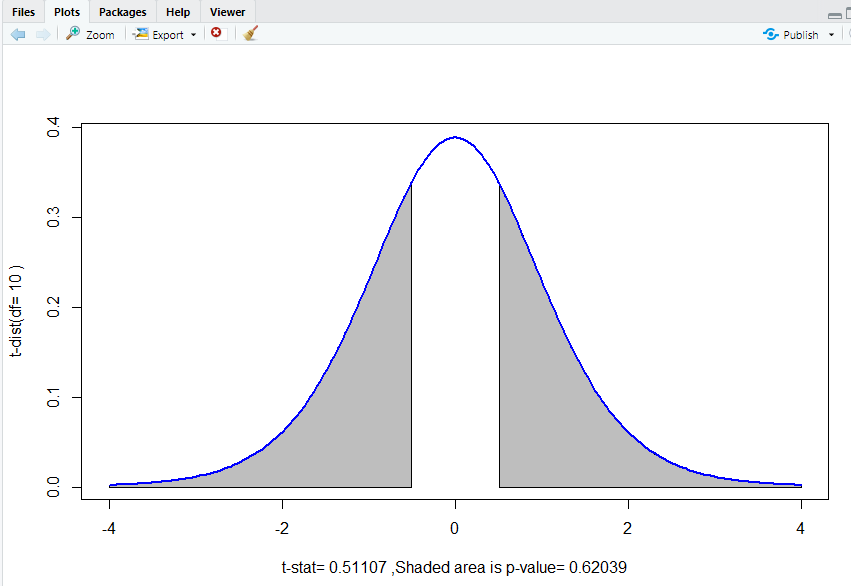 Files Plots Packages Help Viewer
Zoom Export Publish
0.4
0.3
0.2
0.1
0.0
t-dist(df= 10 )
-4 -2 0 2 4
t-stat= 0.51107 ,Shaded area is p-value= 0.62039